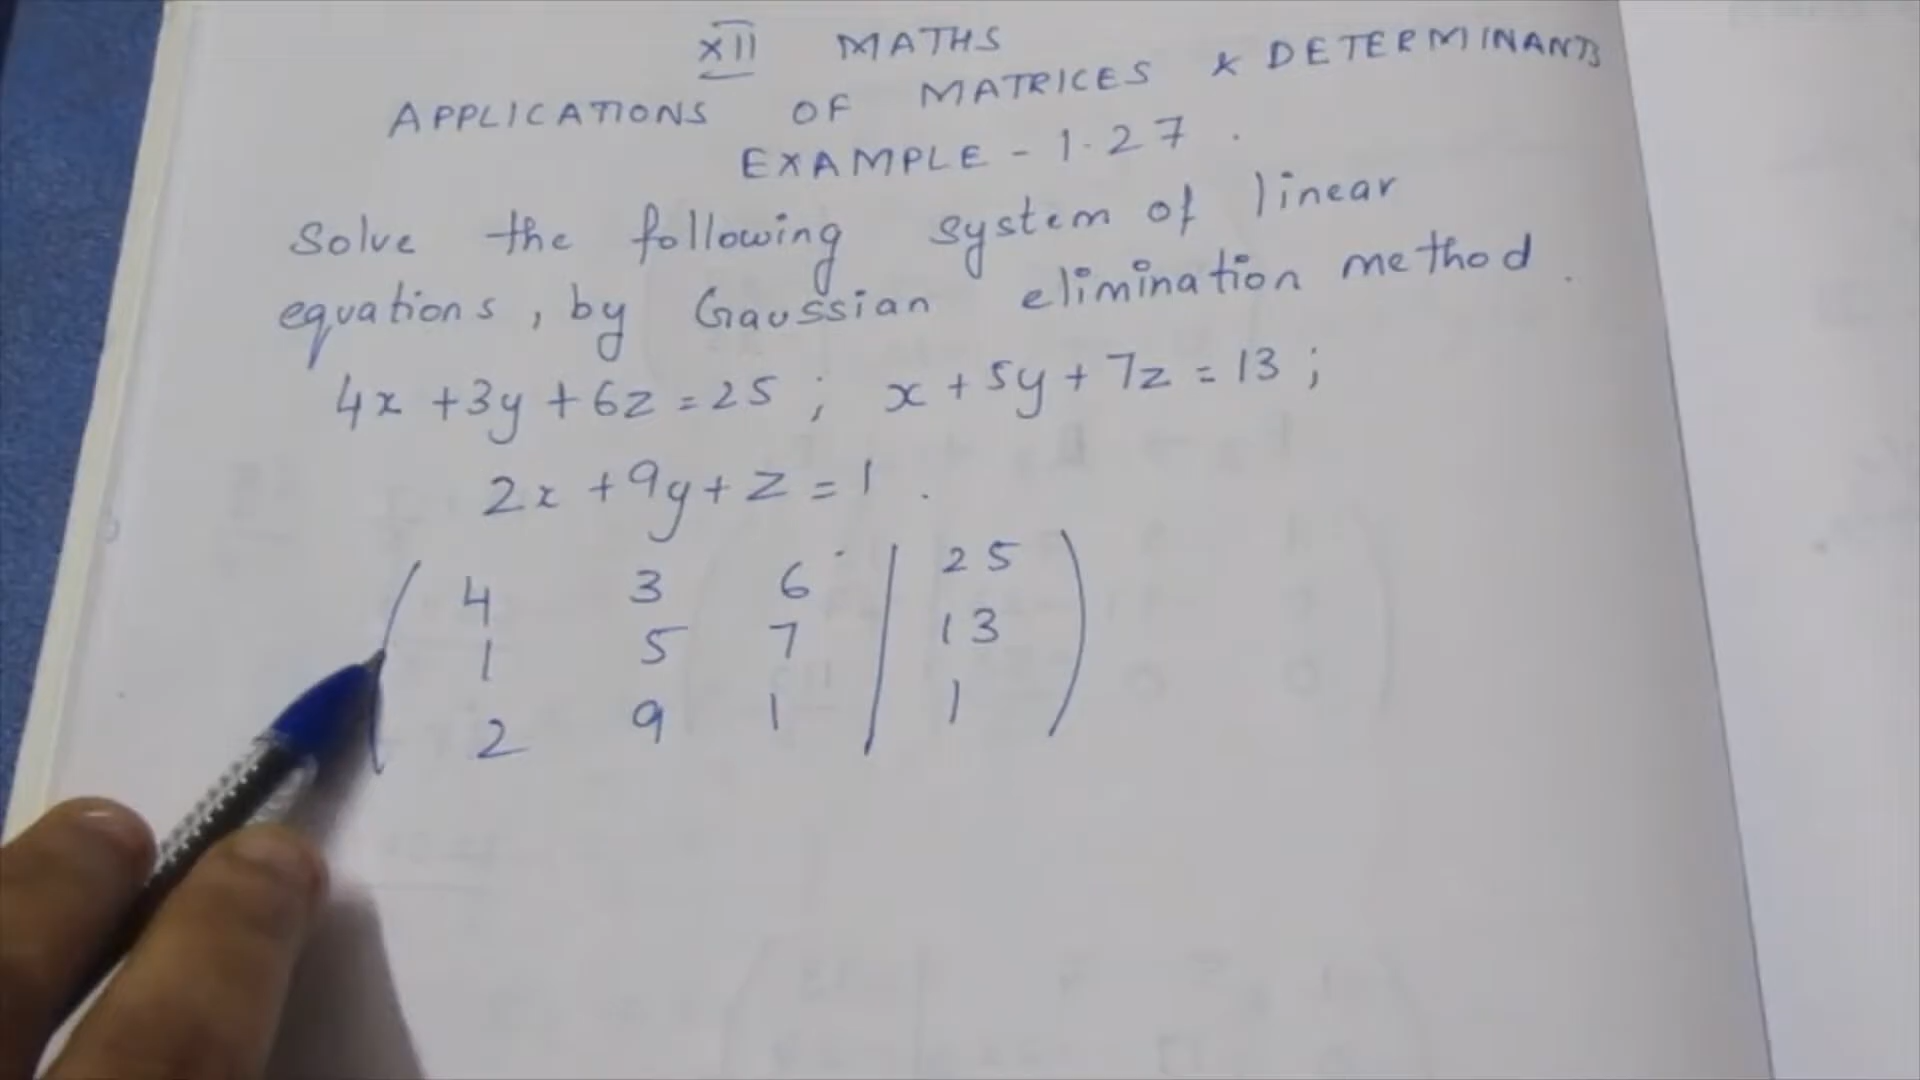 XII MATHS
APPLICATIONS OF MATRICES & DETERMINANTS
EXAMPLE - 1.27.
Solve the following system of linear
equations, by Gaussian elimination method.
4x + 3y + 6z = 25 ; x + 5y + 7z = 13 ;
2x + 9y + z = 1.
( 4 3 6 | 25 )
1 5 7 | 13
2 9 1 | 1